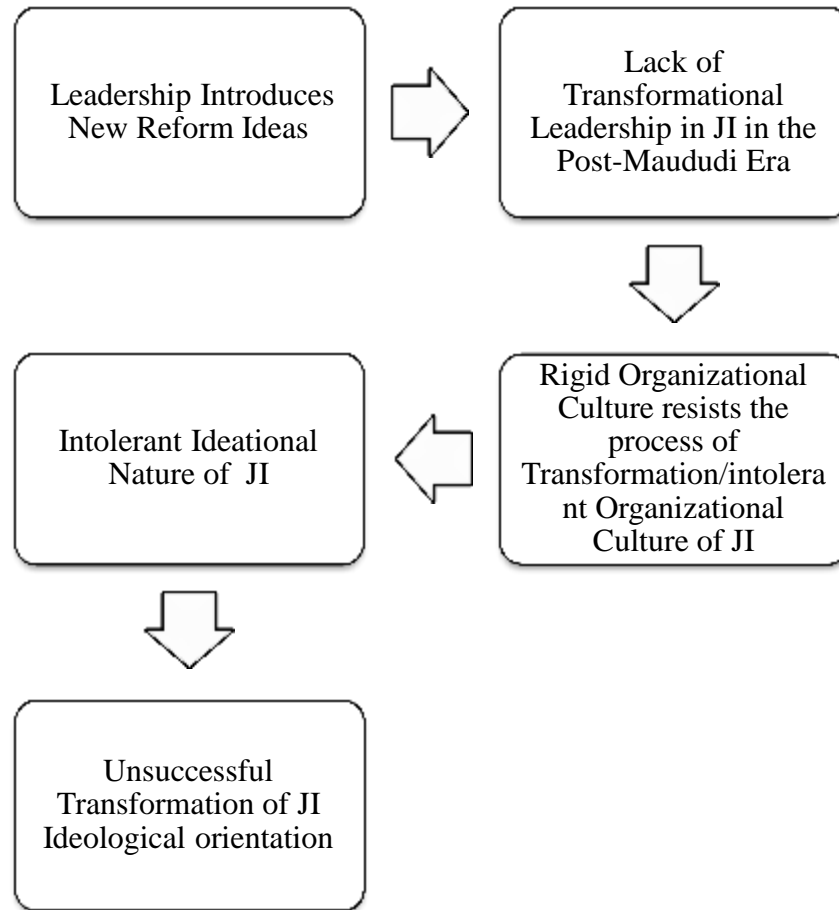 Leadership Introduces
New Reform Ideas
Lack of
Transformational
Leadership in JI in the
Post-Maududi Era
Rigid Organizational
Culture resists the
process of
Transformation/intolera
nt Organizational
Culture of JI
Intolerant Ideational
Nature of JI
Unsuccessful
Transformation of JI
Ideological orientation